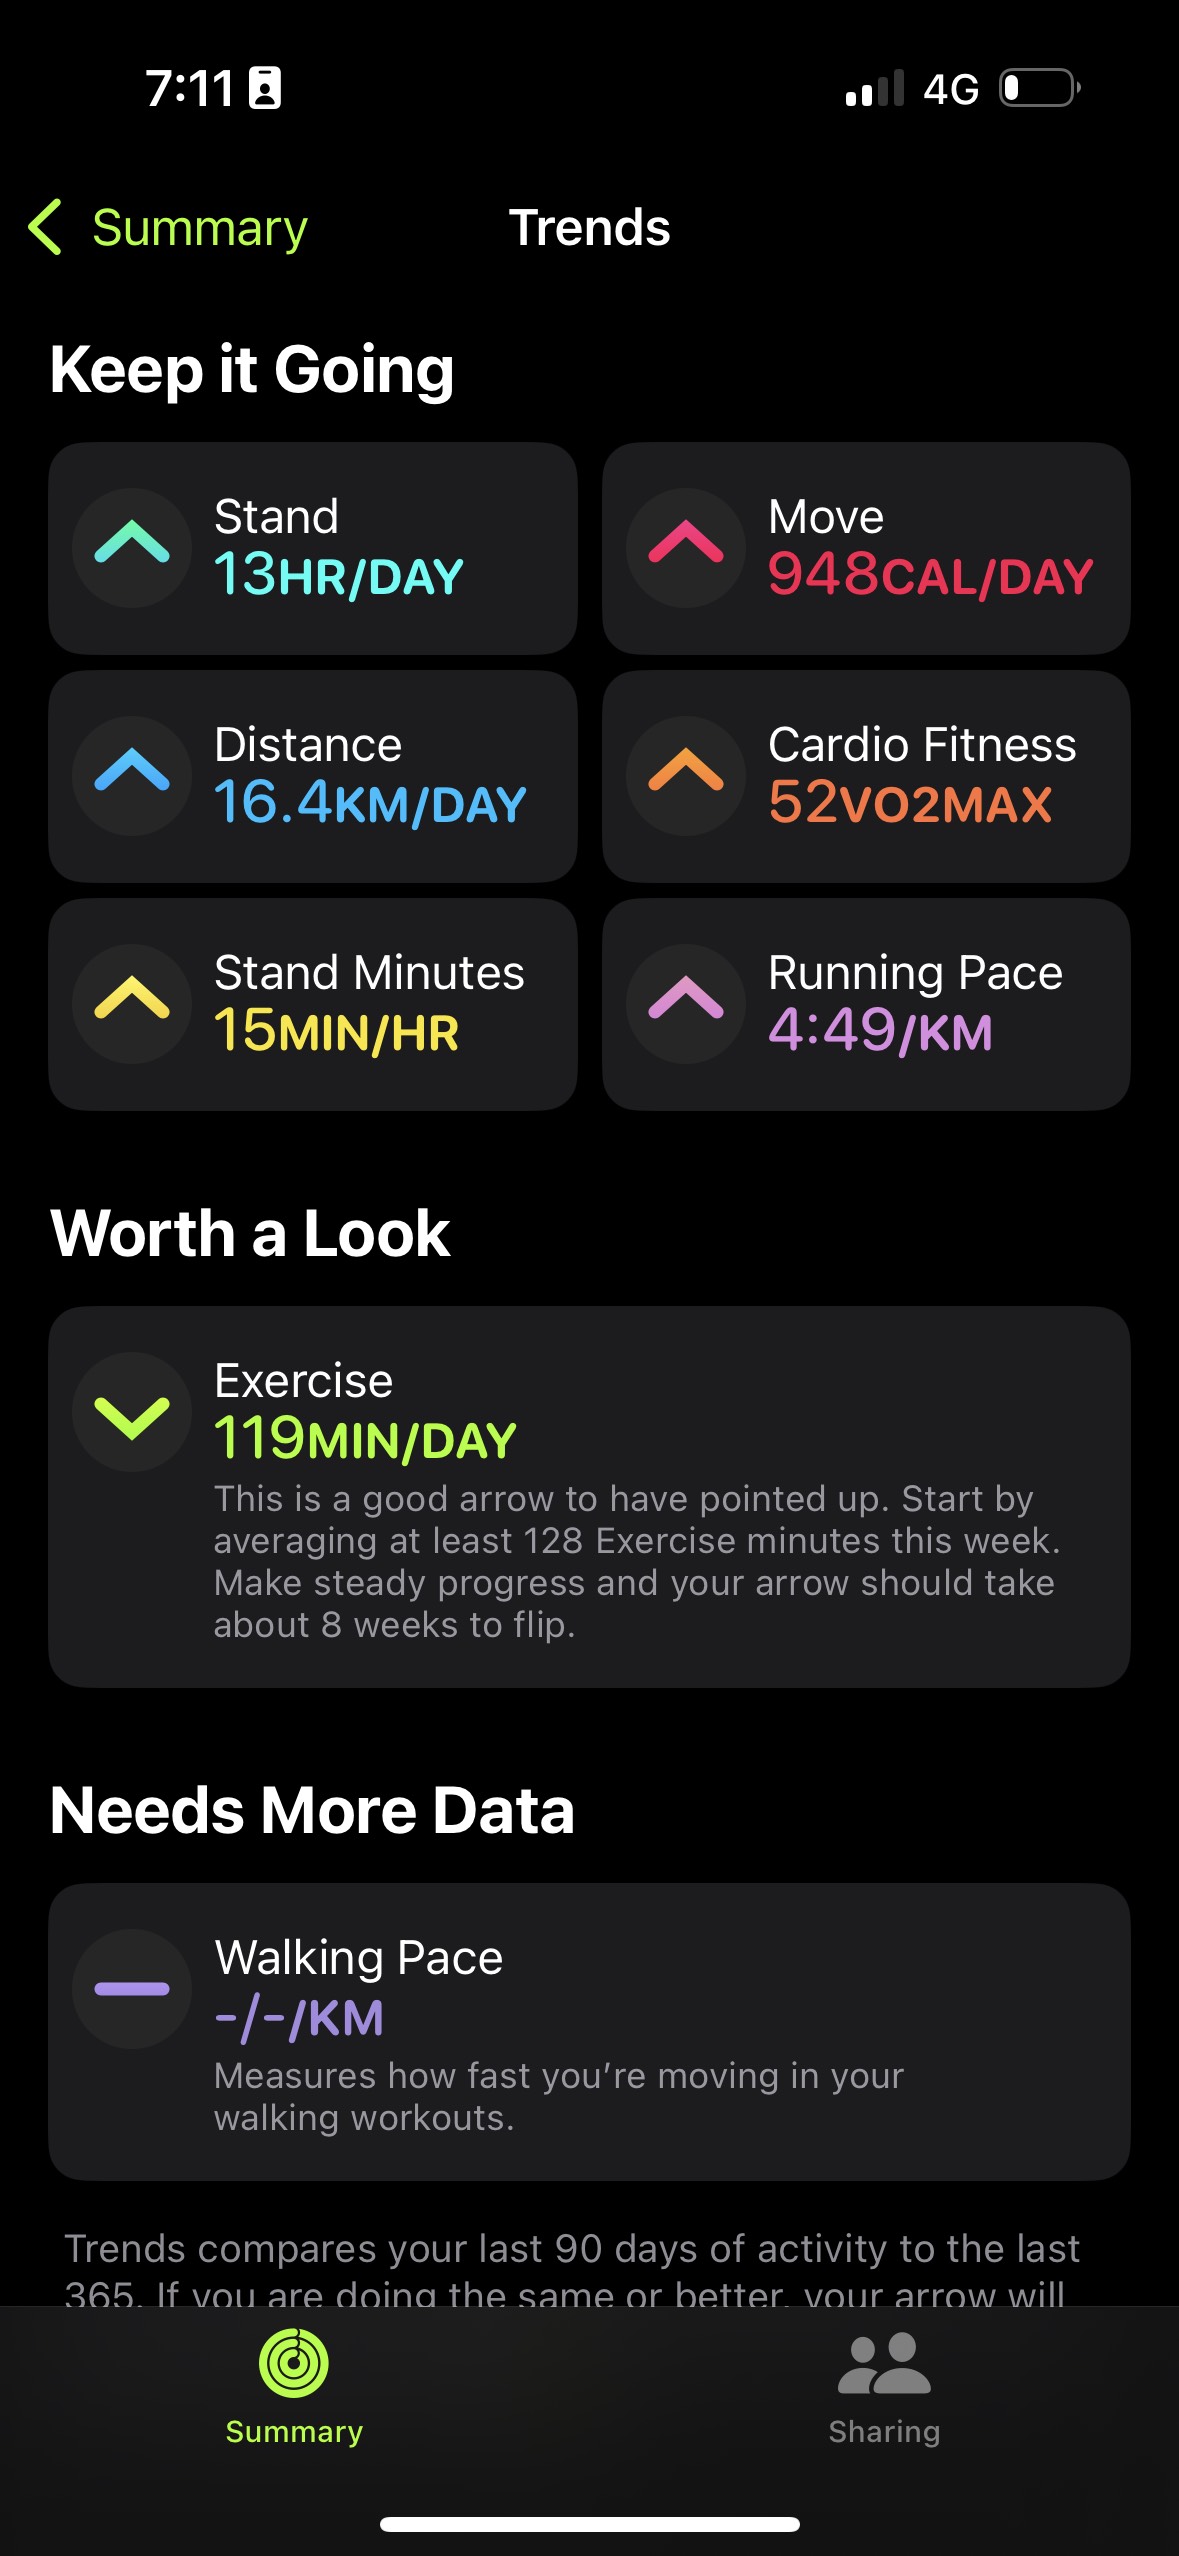 7:11
4G
Summary
Trends
Keep it Going
Stand
13HR/DAY
Move
948CAL/DAY
Distance
16.4KM/DAY
Cardio Fitness
52VO2MAX
Stand Minutes
15MIN/HR
Running Pace
4:49/KM
Worth a Look
Exercise
119MIN/DAY
This is a good arrow to have pointed up. Start by
averaging at least 128 Exercise minutes this week.
Make steady progress and your arrow should take
about 8 weeks to flip.
Needs More Data
Walking Pace
-/-/KM
Measures how fast you’re moving in your
walking workouts.
Trends compares your last 90 days of activity to the last
365. If you are doing the same or better, your arrow will
Summary
Sharing